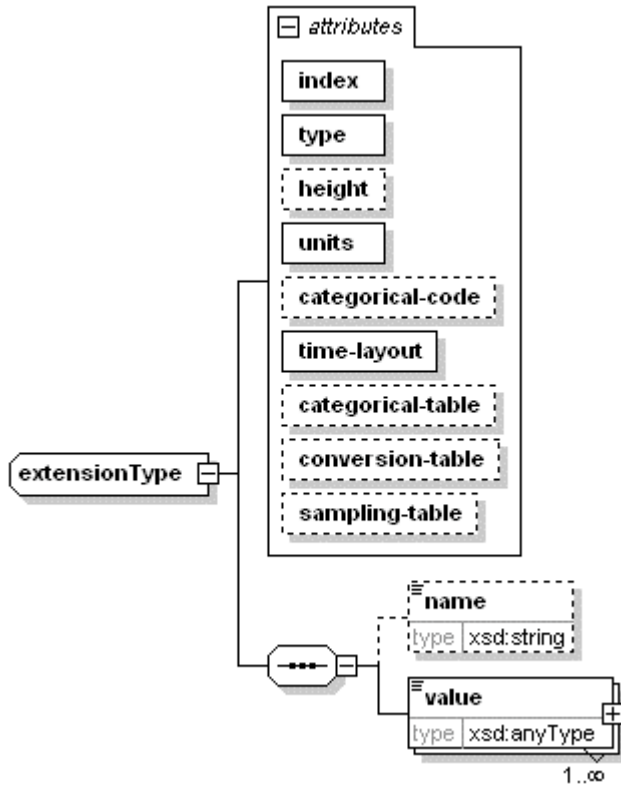 attributes
index
type
height
units
categorical-code
time-layout
categorical-table
conversion-table
sampling-table
extensionType
name
type xsd:string
value
type xsd:anyType
1..∞